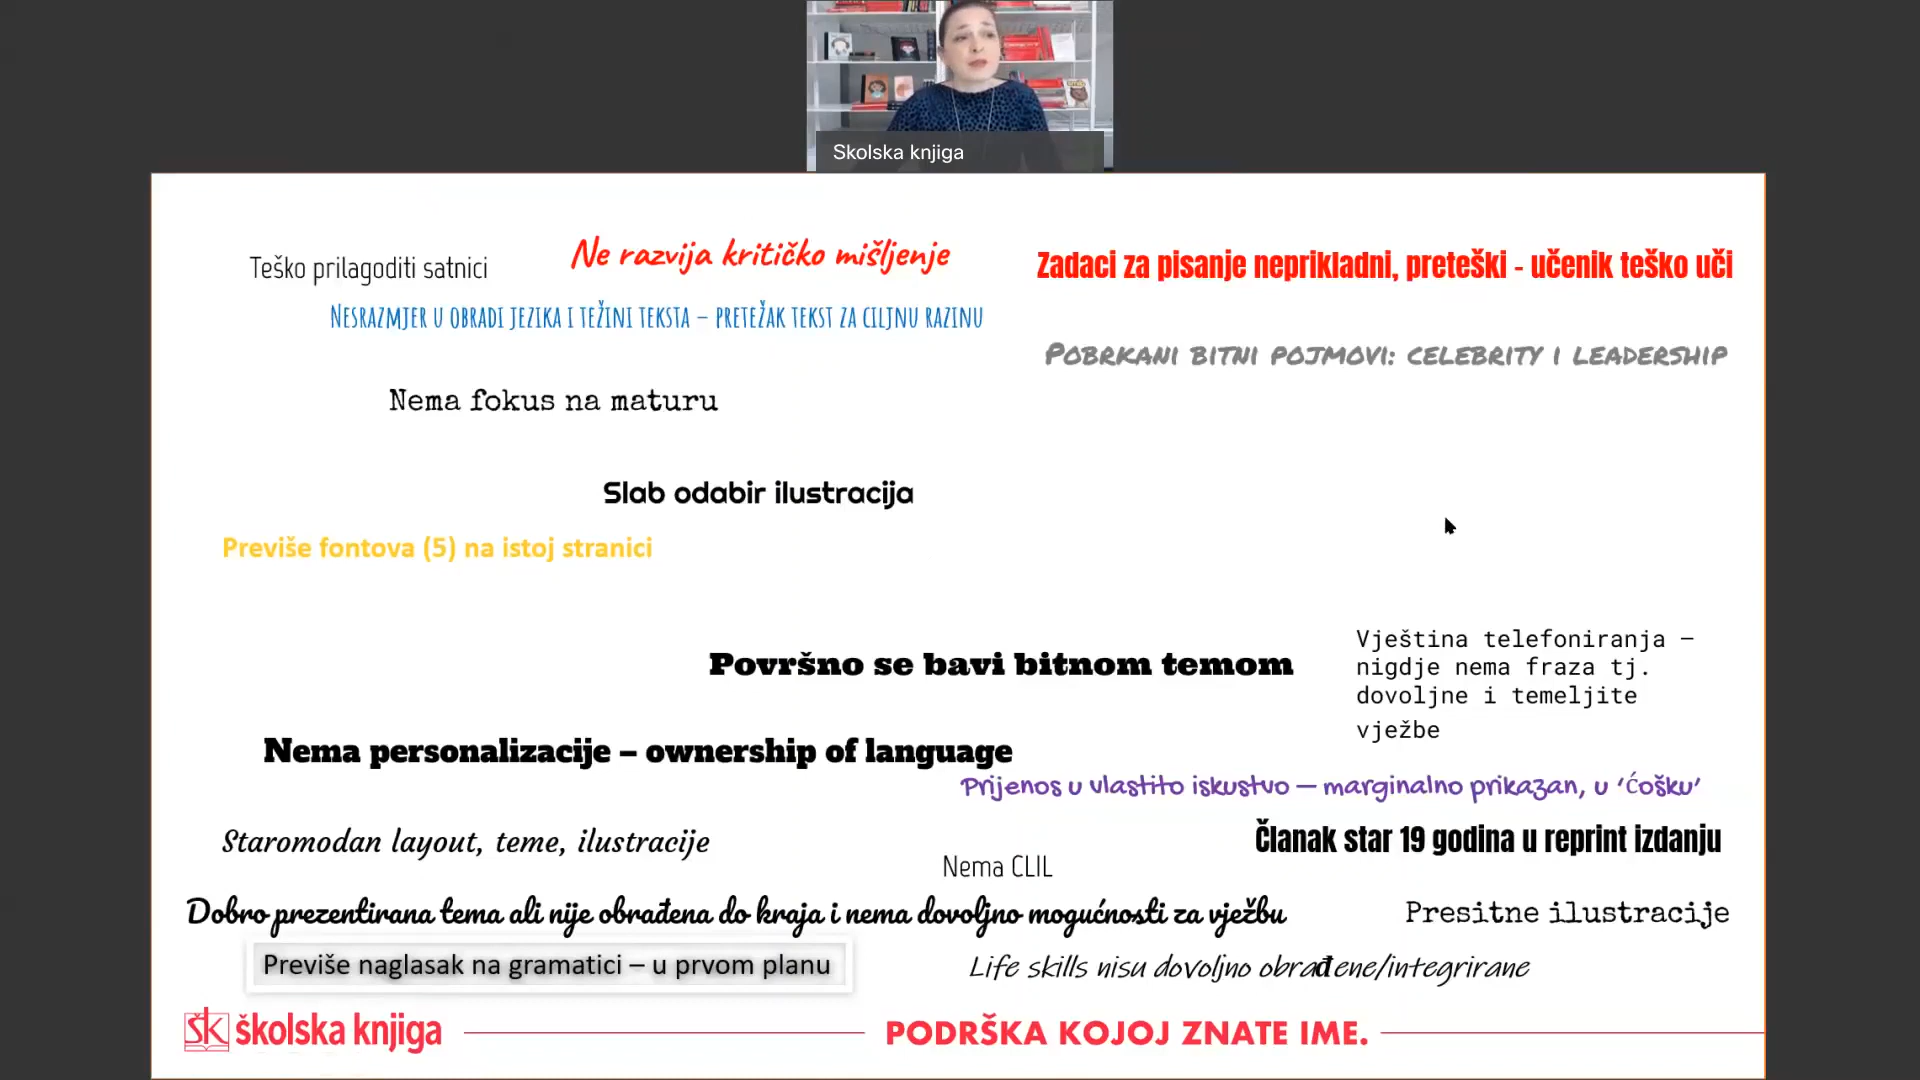 Skolska knjiga
Teško prilagoditi satnici
Ne razvija kritičko mišljenje
Zadaci za pisanje neprikladni, preteški - učenik teško uči
Nesrazmjer u obradi jezika i težini teksta – pretežak tekst za ciljnu razinu
Pobrkani bitni pojmovi: celebrity i leadership
Nema fokus na maturu
Slab odabir ilustracija
Previše fontova (5) na istoj stranici
Površno se bavi bitnom temom
Vještina telefoniranja –
nigdje nema fraza tj.
dovoljne i temeljite
vježbe
Nema personalizacije – ownership of language
Prijenos u vlastito iskustvo – marginalno prikazan, u ‘ćošku’
Staromodan layout, teme, ilustracije
Članak star 19 godina u reprint izdanju
Nema CLIL
Dobro prezentirana tema ali nije obrađena do kraja i nema dovoljno mogućnosti za vježbu
Presitne ilustracije
Previše naglasak na gramatici – u prvom planu
Life skills nisu dovoljno obrađene/integrirane
šk školska knjiga
PODRŠKA KOJOJ ZNATE IME.